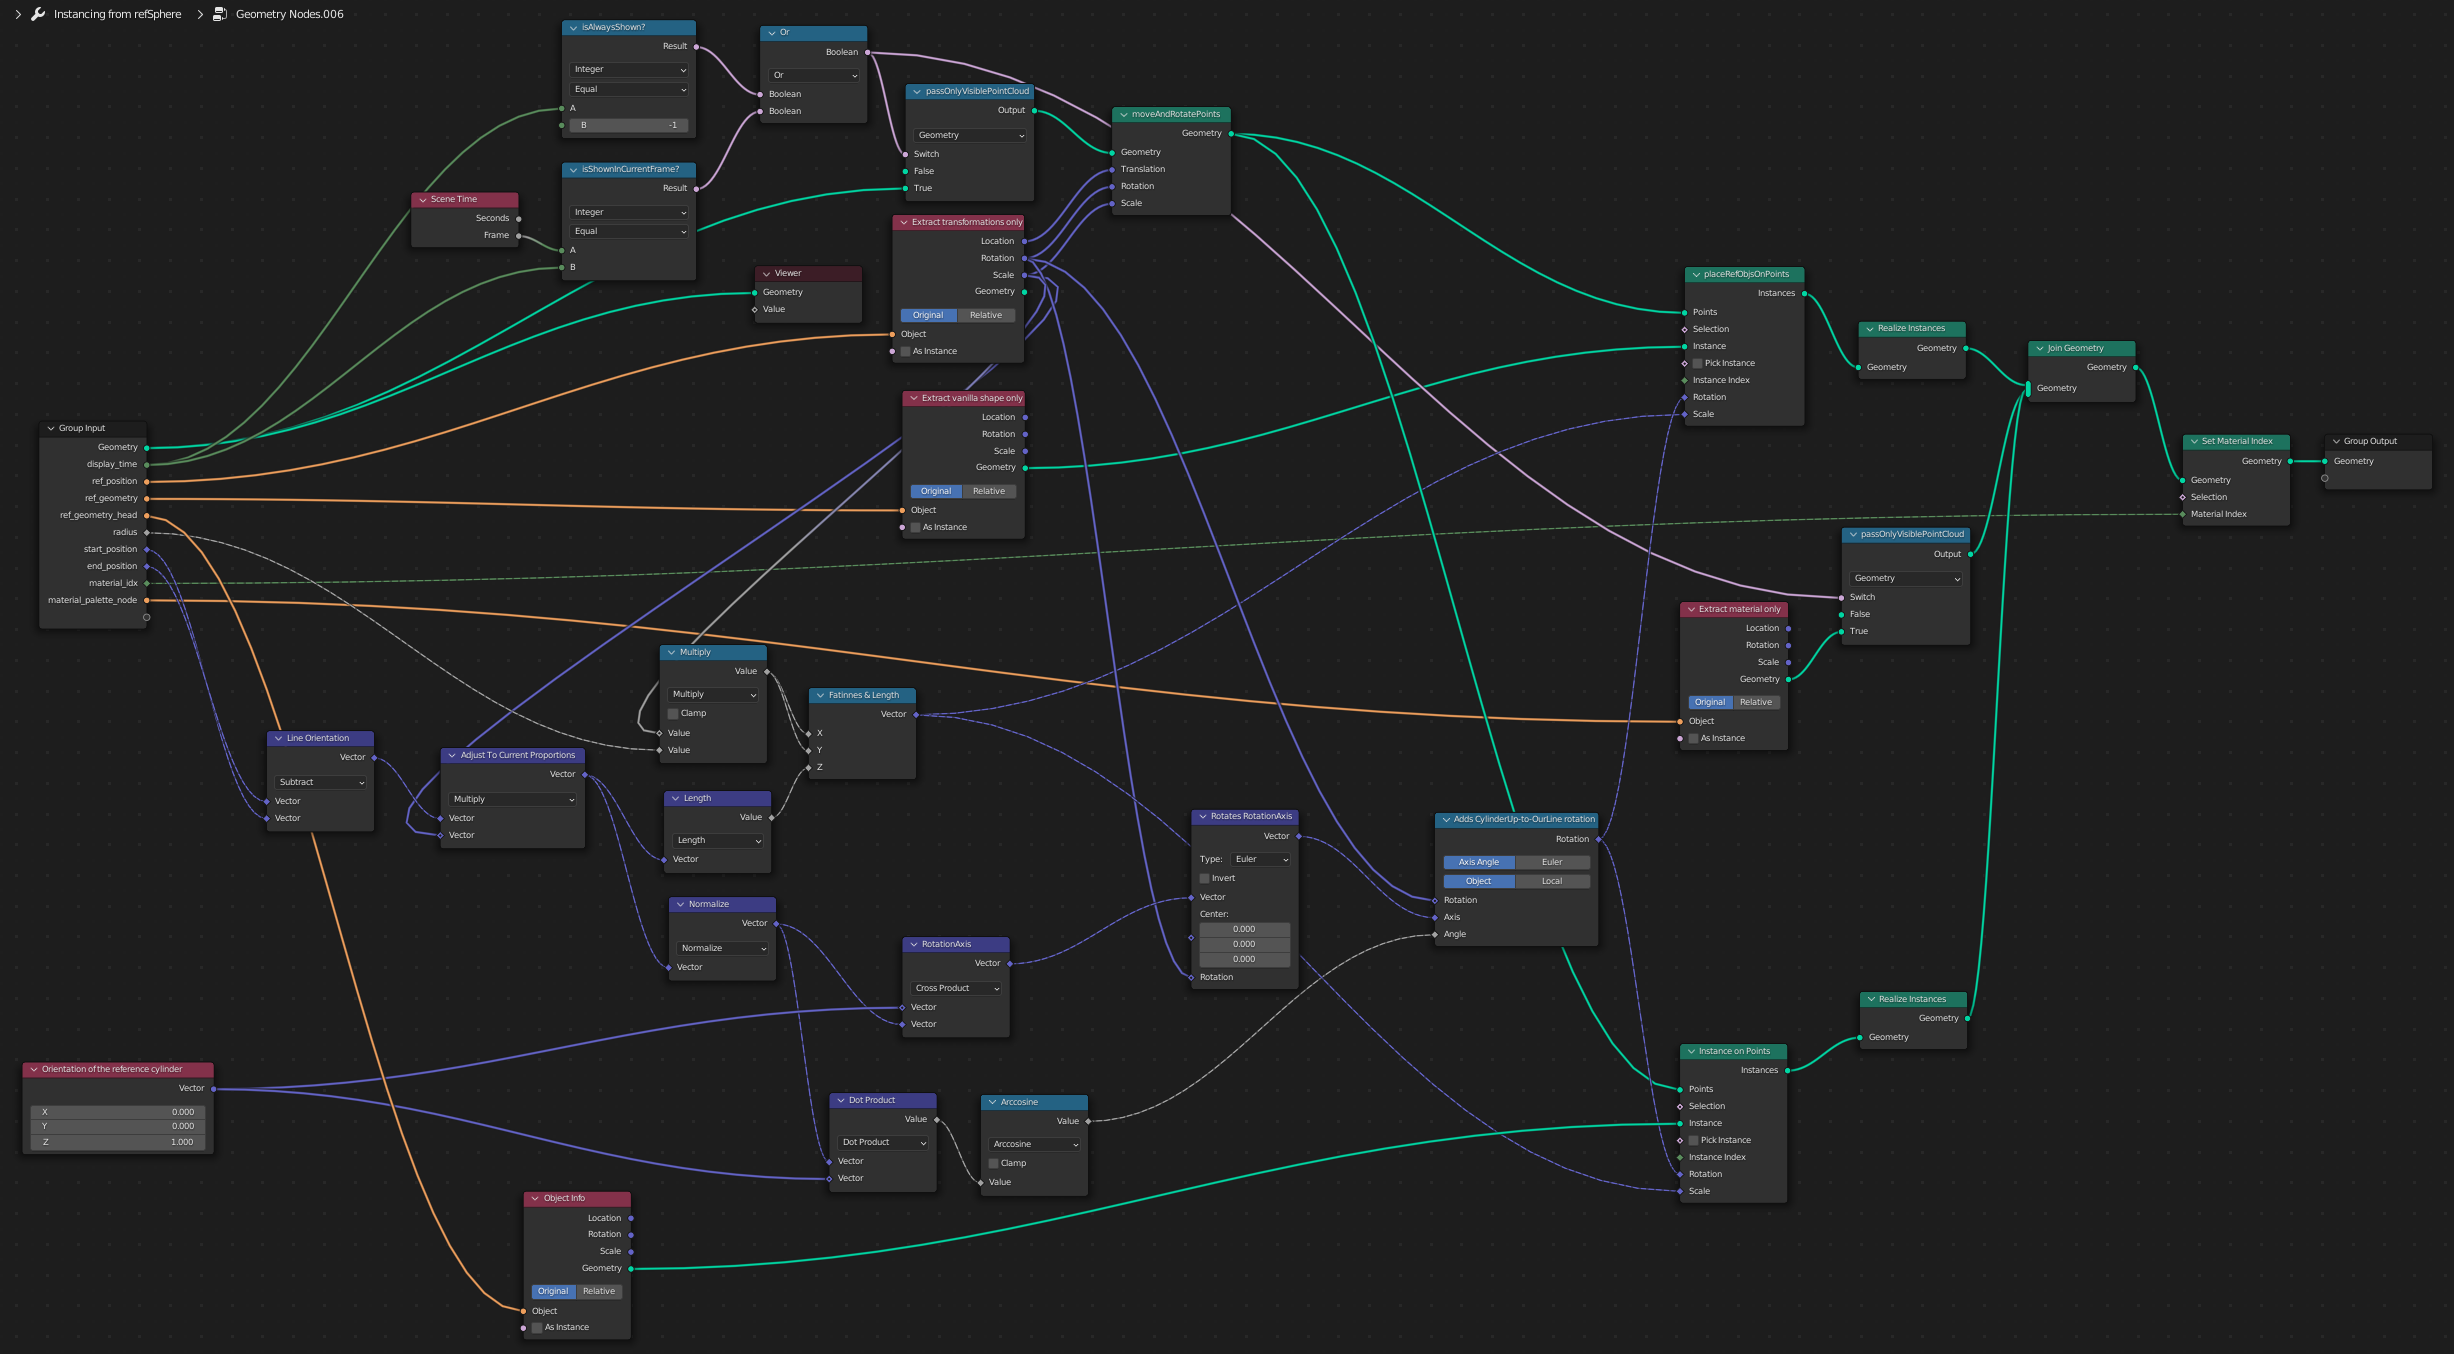 Instancing from refSphere
Geometry Nodes.006
isAlwaysShown?
Result
Integer
Equal
A
B -1
Or
Boolean
Or
Boolean
Boolean
passOnlyVisiblePointCloud
Output
Geometry
Switch
False
True
moveAndRotatePoints
Geometry
Geometry
Translation
Rotation
Scale
isShownInCurrentFrame?
Result
Integer
Equal
A
B
Scene Time
Seconds
Frame
Viewer
Geometry
Value
Extract transformations only
Location
Rotation
Scale
Geometry
Original Relative
Object
As Instance
Extract vanilla shape only
Location
Rotation
Scale
Geometry
Original Relative
Object
As Instance
placeRefObjsOnPoints
Instances
Points
Selection
Instance
Pick Instance
Instance Index
Rotation
Scale
Realize Instances
Geometry
Geometry
Join Geometry
Geometry
Geometry
Set Material Index
Geometry
Geometry
Selection
Material Index
Group Output
Geometry
Group Input
Geometry
display_time
ref_position
ref_geometry
ref_geometry_head
radius
start_position
end_position
material_idx
material_palette_node
passOnlyVisiblePointCloud
Output
Geometry
Switch
False
True
Extract material only
Location
Rotation
Scale
Geometry
Original Relative
Object
As Instance
Multiply
Value
Multiply
Clamp
Value
Value
Fatinnes & Length
Vector
X
Y
Z
Line Orientation
Vector
Subtract
Vector
Vector
Adjust To Current Proportions
Vector
Multiply
Vector
Vector
Length
Value
Length
Vector
Normalize
Vector
Normalize
Vector
RotationAxis
Vector
Cross Product
Vector
Vector
Rotates RotationAxis
Vector
Type: Euler
Invert
Vector
Center:
0.000
0.000
0.000
Rotation
Adds CylinderUp-to-OurLine rotation
Rotation
Axis Angle Euler
Object Local
Rotation
Axis
Angle
Realize Instances
Geometry
Geometry
Instance on Points
Instances
Points
Selection
Instance
Pick Instance
Instance Index
Rotation
Scale
Orientation of the reference cylinder
Vector
X 0.000
Y 0.000
Z 1.000
Dot Product
Value
Dot Product
Vector
Vector
Arccosine
Value
Arccosine
Clamp
Value
Object Info
Location
Rotation
Scale
Geometry
Original Relative
Object
As Instance